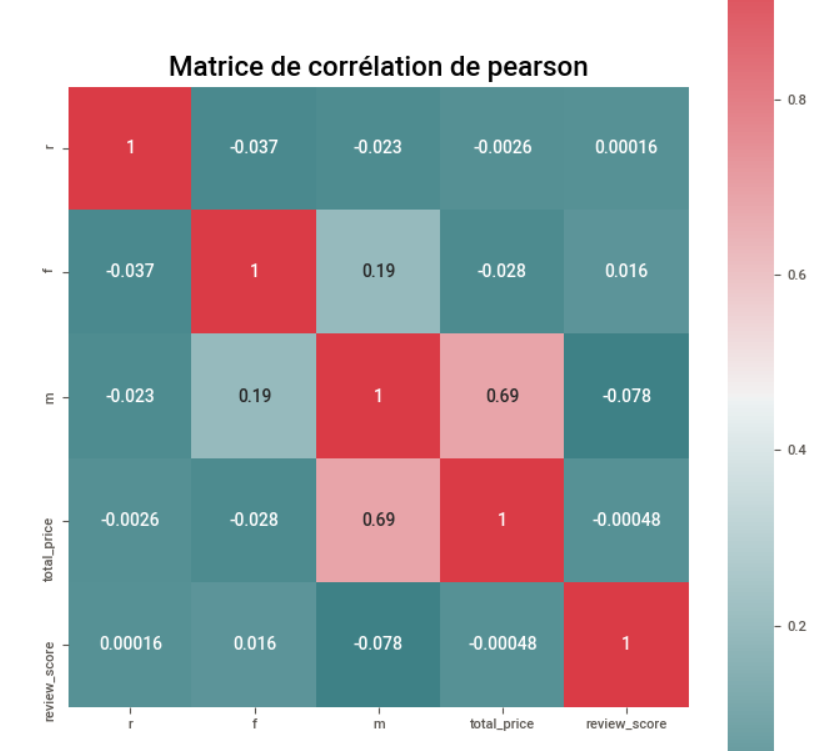 Matrice de corrélation de pearson
0.8
r 1 -0.037 -0.023 -0.0026 0.00016
0.6
f -0.037 1 0.19 -0.028 0.016
m -0.023 0.19 1 0.69 -0.078
0.4
total_price -0.0026 -0.028 0.69 1 -0.00048
0.2
review_score 0.00016 0.016 -0.078 -0.00048 1
r f m total_price review_score